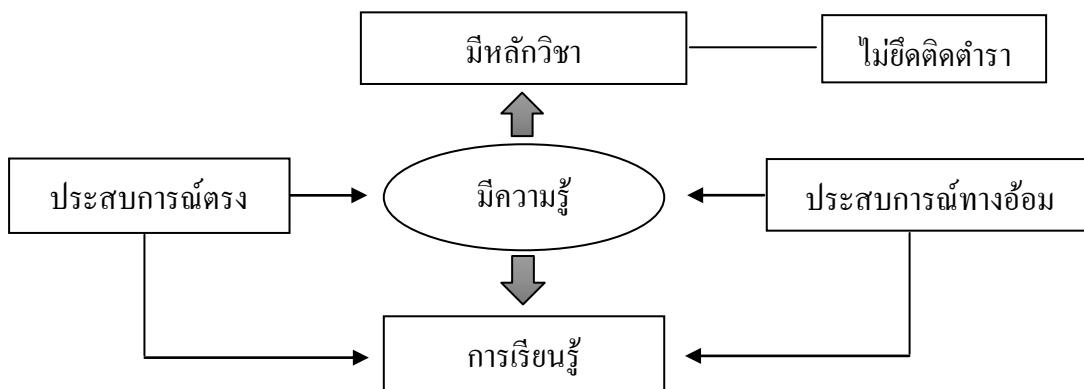 มีหลักวิชา
ไม่ยึดติดตำรา
ประสบการณ์ตรง
มีความรู้
ประสบการณ์ทางอ้อม
การเรียนรู้